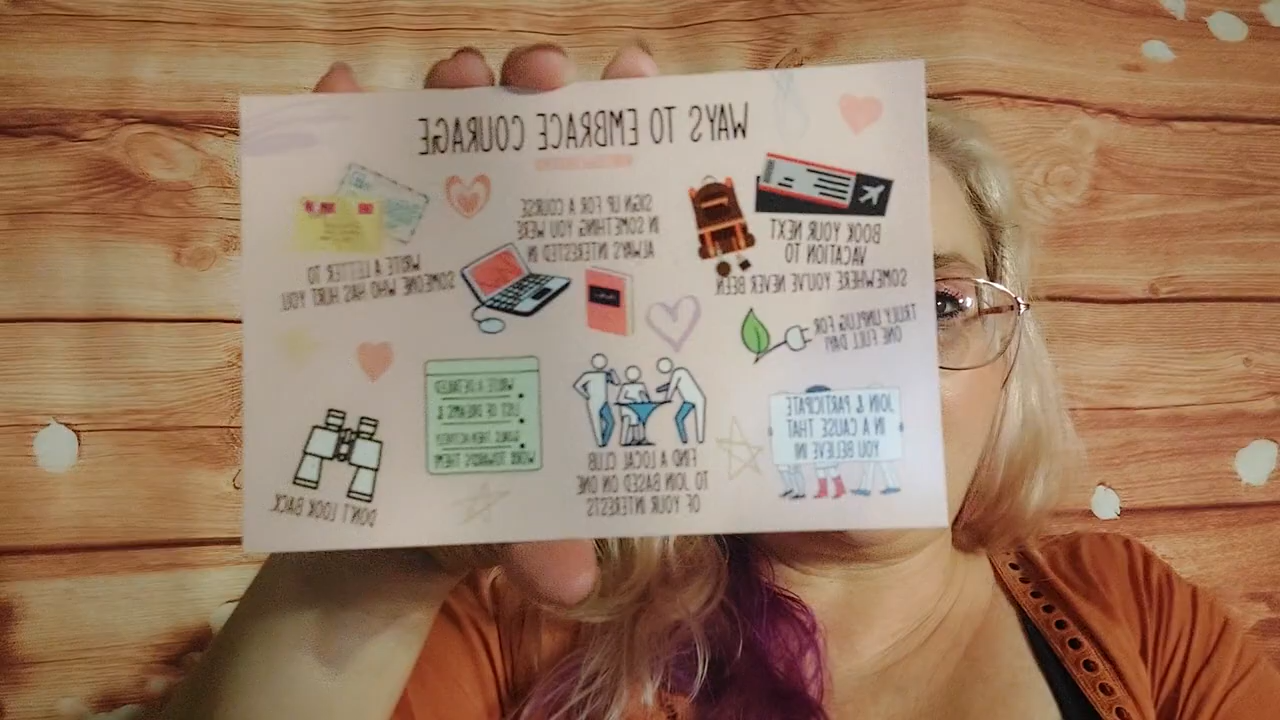 WAYS TO EMBRACE COURAGE
BOOK YOUR NEXT
VACATION TO
SOMEWHERE YOU'VE NEVER BEEN
SIGN UP FOR A COURSE
IN SOMETHING YOU WERE
ALWAYS INTERESTED IN
WRITE A LETTER TO
SOMEONE WHO HAS HURT YOU
TRULY UNPLUG FOR
ONE FULL DAY!
JOIN & PARTICIPATE
IN A CAUSE THAT
YOU BELIEVE IN
FIND A LOCAL CLUB
TO JOIN BASED ON ONE
OF YOUR INTERESTS
WRITE A DETAILED
LIST OF DREAMS &
GOALS THEN ACTIVELY
WORK TOWARDS THEM
DON'T LOOK BACK